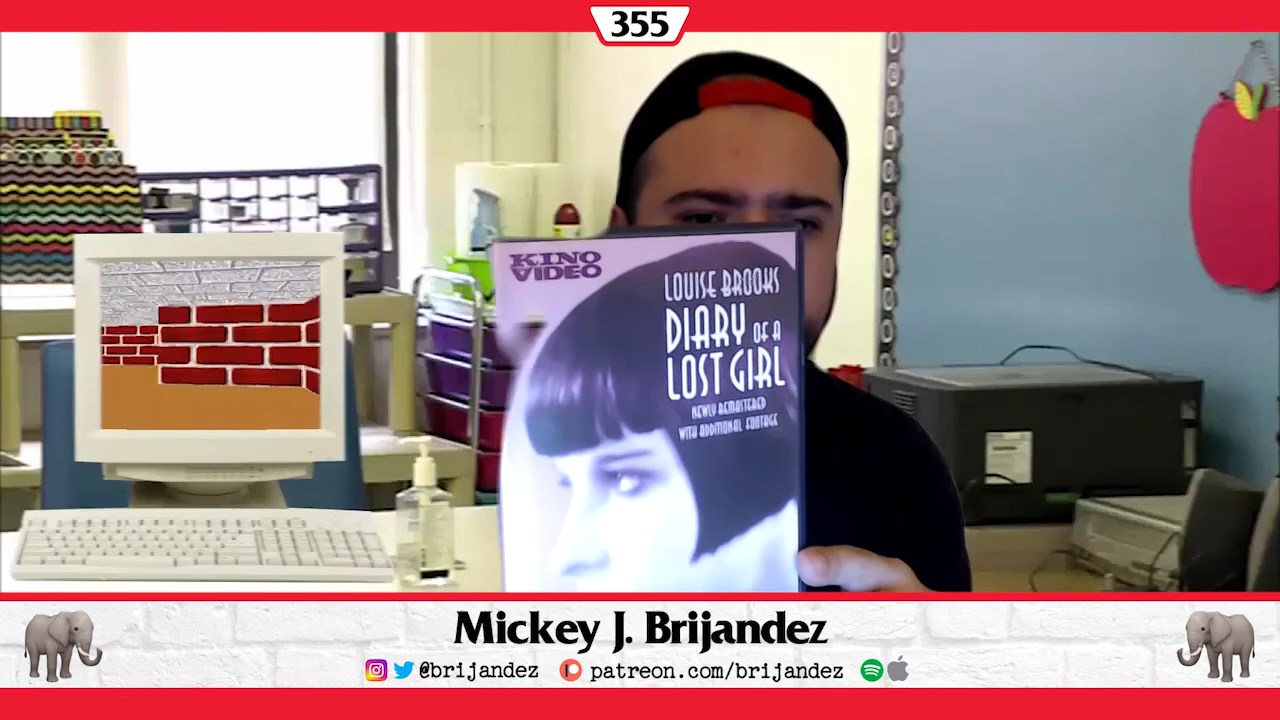 355
KINO
VIDEO
LOUISE BROOKS
DIARY OF A
LOST GIRL
NEWLY REMASTERED
WITH ADDITIONAL FOOTAGE
Mickey J. Brijandez
@brijandez patreon.com/brijandez